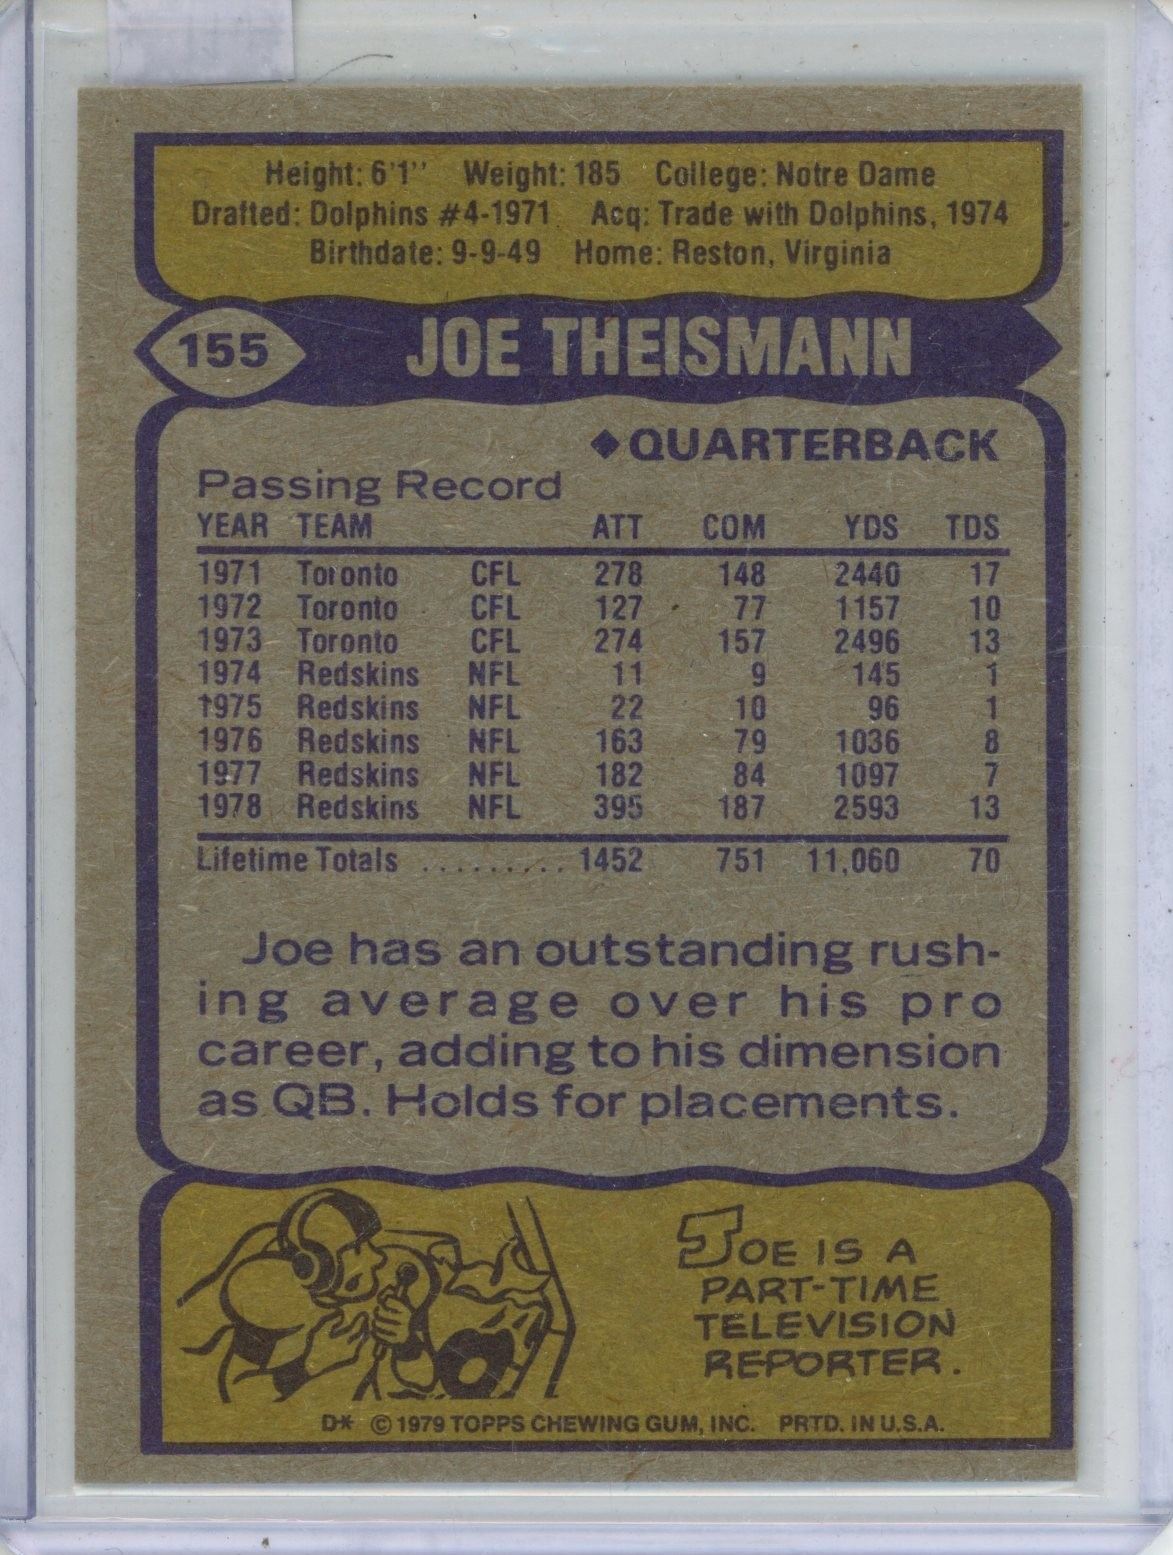 Height: 6'1'' Weight: 185 College: Notre Dame
Drafted: Dolphins #4-1971 Acq: Trade with Dolphins, 1974
Birthdate: 9-9-49 Home: Reston, Virginia
155 JOE THEISMANN
♦QUARTERBACK
Passing Record
YEAR TEAM ATT COM YDS TDS
1971 Toronto CFL 278 148 2440 17
1972 Toronto CFL 127 77 1157 10
1973 Toronto CFL 274 157 2496 13
1974 Redskins NFL 11 9 145 1
1975 Redskins NFL 22 10 96 1
1976 Redskins NFL 163 79 1036 8
1977 Redskins NFL 182 84 1097 7
1978 Redskins NFL 395 187 2593 13
Lifetime Totals ......... 1452 751 11,060 70
Joe has an outstanding rush-
ing average over his pro
career, adding to his dimension
as QB. Holds for placements.
JOE IS A
PART-TIME
TELEVISION
REPORTER.
D* © 1979 TOPPS CHEWING GUM, INC. PRTD. IN U.S.A.